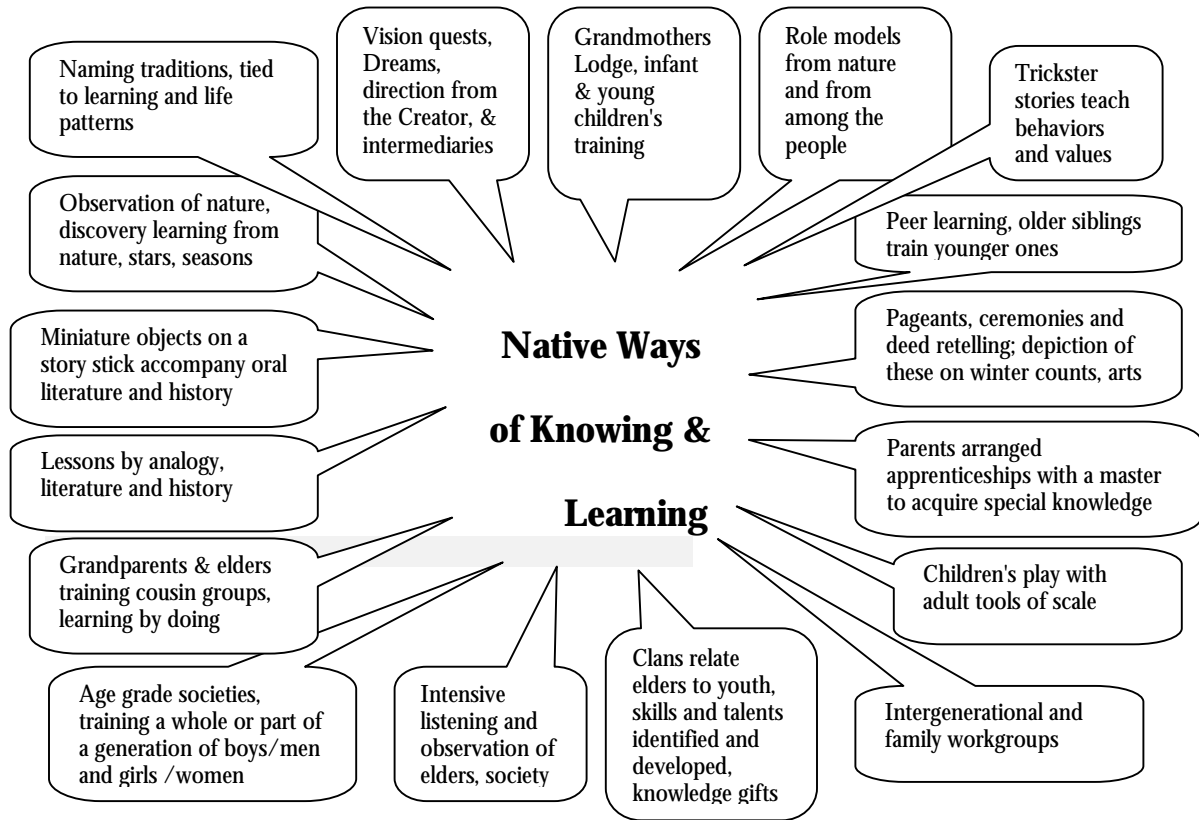 Naming traditions, tied
to learning and life
patterns
Vision quests,
Dreams,
direction from
the Creator, &
intermediaries
Grandmothers
Lodge, infant
& young
children's
training
Role models
from nature
and from
among the
people
Trickster
stories teach
behaviors
and values
Observation of nature,
discovery learning from
nature, stars, seasons
Peer learning, older siblings
train younger ones
Miniature objects on a
story stick accompany oral
literature and history
Native Ways
of Knowing &
Learning
Pageants, ceremonies and
deed retelling; depiction of
these on winter counts, arts
Lessons by analogy,
literature and history
Parents arranged
apprenticeships with a master
to acquire special knowledge
Grandparents & elders
training cousin groups,
learning by doing
Children's play with
adult tools of scale
Age grade societies,
training a whole or part of
a generation of boys/men
and girls /women
Intensive
listening and
observation of
elders, society
Clans relate
elders to youth,
skills and talents
identified and
developed,
knowledge gifts
Intergenerational and
family workgroups